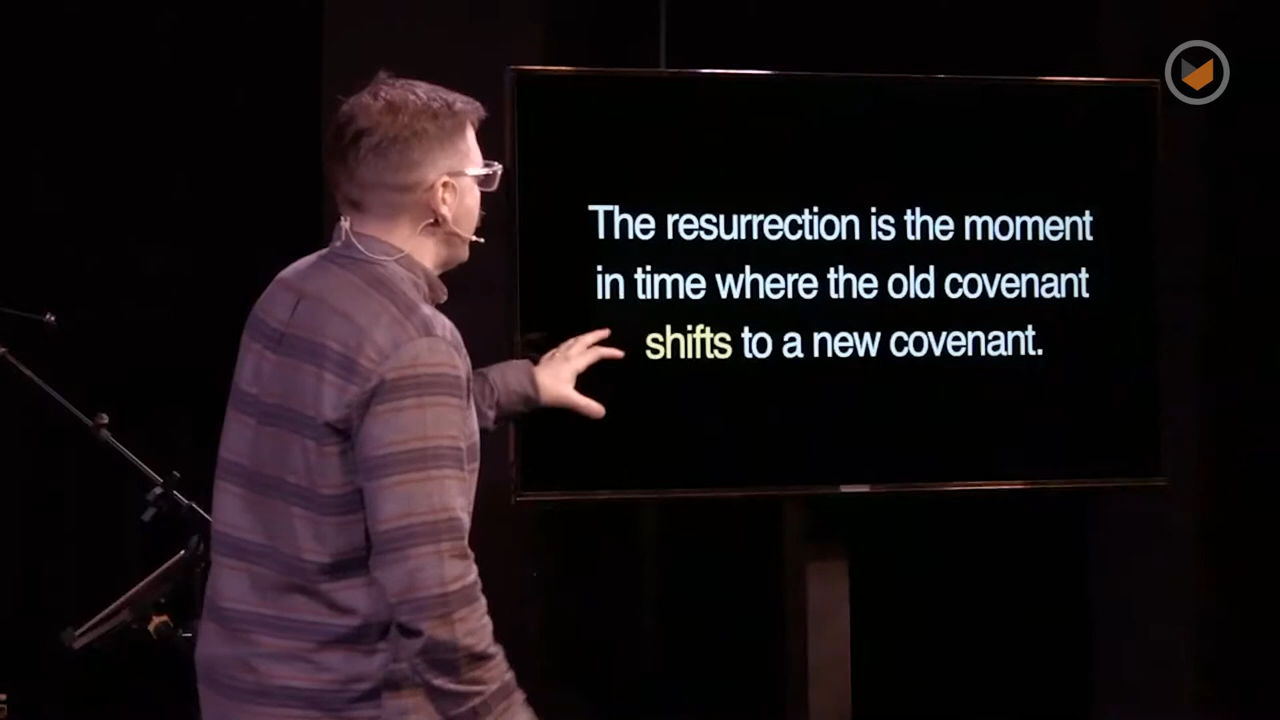 The resurrection is the moment
in time where the old covenant
shifts to a new covenant.